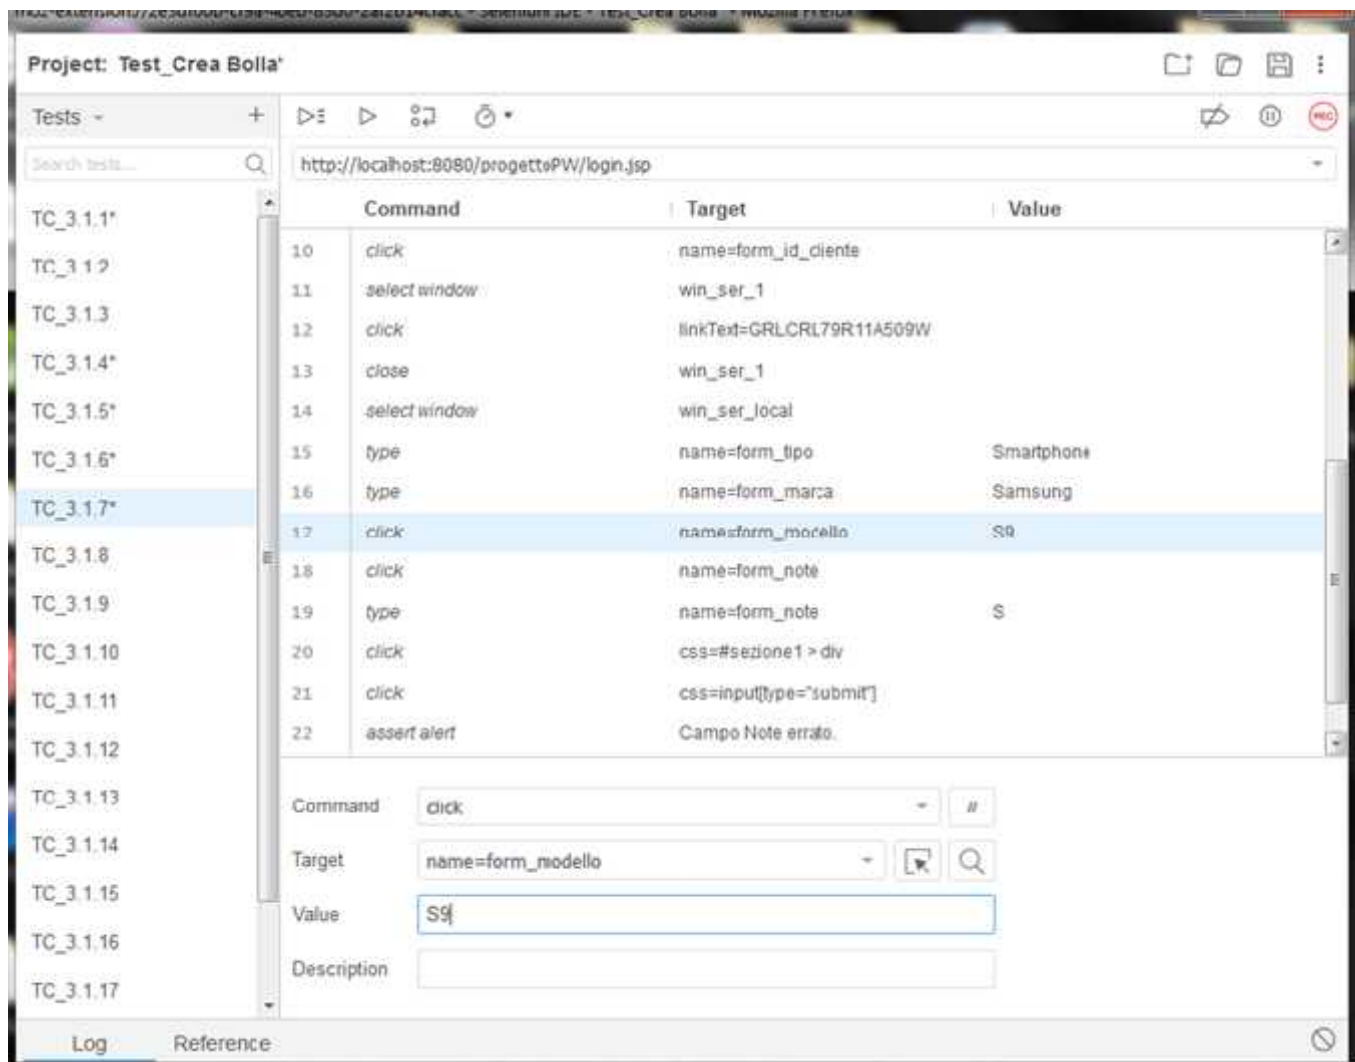 Selenium IDE - Test_Crea Bolla* - Mozilla Firefox
Project: Test_Crea Bolla*
Tests +
Search tests...
http://localhost:8080/progettoPW/login.jsp
REC
Command Target Value
TC_3.1.1*
TC_3.1.2
TC_3.1.3
TC_3.1.4*
TC_3.1.5*
TC_3.1.6*
TC_3.1.7*
TC_3.1.8
TC_3.1.9
TC_3.1.10
TC_3.1.11
TC_3.1.12
TC_3.1.13
TC_3.1.14
TC_3.1.15
TC_3.1.16
TC_3.1.17
10 click name=form_id_cliente
11 select window win_ser_1
12 click linkText=GRLCRL79R11A509W
13 close win_ser_1
14 select window win_ser_local
15 type name=form_tipo Smartphone
16 type name=form_marca Samsung
17 click name=form_modello S9
18 click name=form_note
19 type name=form_note S
20 click css=#sezione1 > div
21 click css=input[type="submit"]
22 assert alert Campo Note errato.
Command click //
Target name=form_modello
Value S9
Description
Log Reference